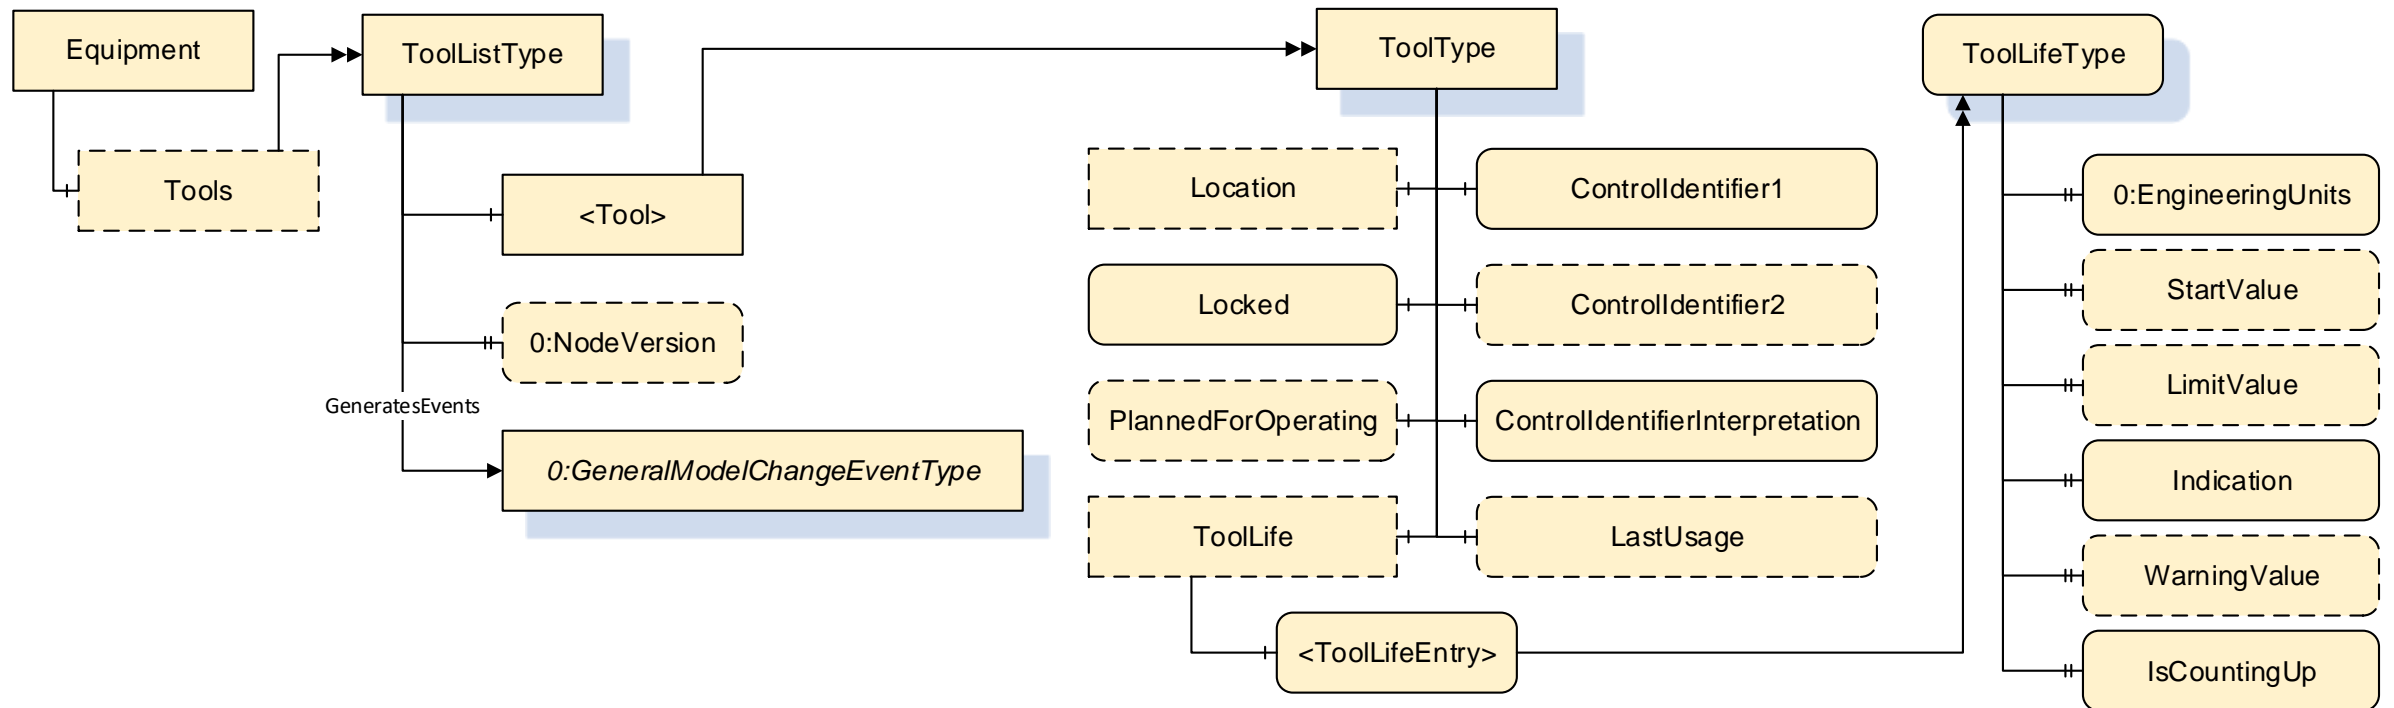 Equipment
ToolListType
ToolType
ToolLifeType
Tools
<Tool>
0:NodeVersion
GeneratesEvents
0:GeneralModelChangeEventType
Location
ControlIdentifier1
Locked
ControlIdentifier2
PlannedForOperating
ControlIdentifierInterpretation
ToolLife
LastUsage
<ToolLifeEntry>
0:EngineeringUnits
StartValue
LimitValue
Indication
WarningValue
IsCountingUp